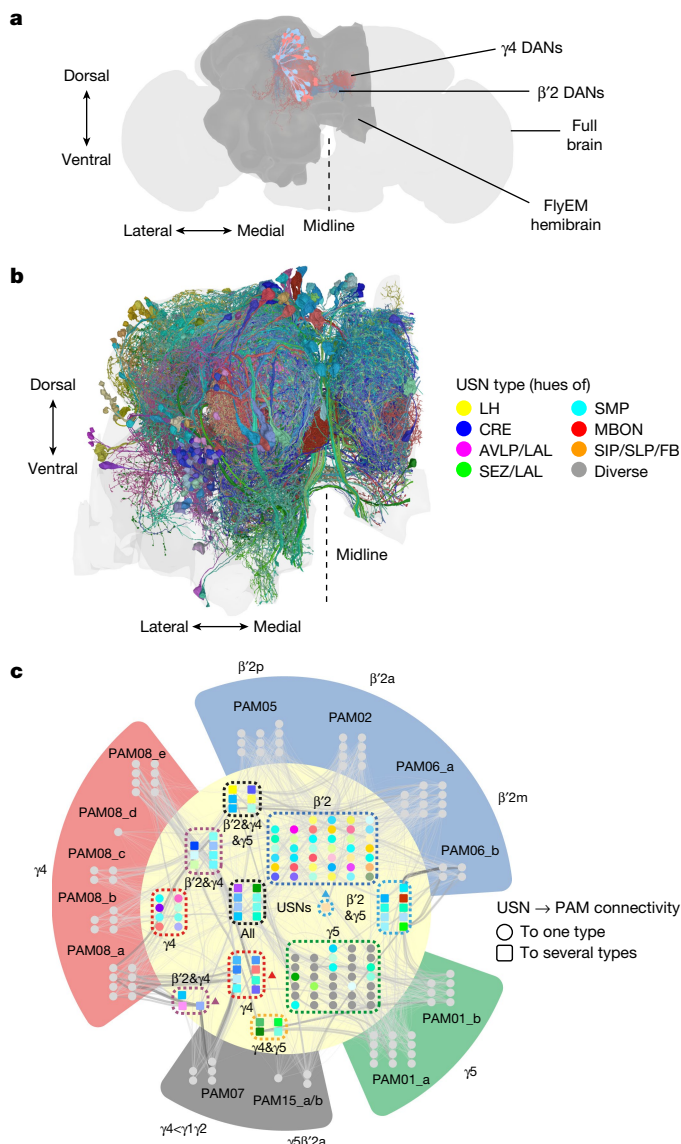 a
γ4 DANs
Dorsal
β′2 DANs
Ventral
Full
brain
FlyEM
hemibrain
Lateral
Medial
Midline
b
Dorsal
Ventral
USN type (hues of)
LH
SMP
CRE
MBON
AVLP/LAL
SIP/SLP/FB
SEZ/LAL
Diverse
Midline
Lateral
Medial
c
β′2p
β′2a
PAM05
PAM02
PAM08_e
PAM06_a
β′2m
β′2
β′2&γ4
&γ5
PAM08_d
PAM08_c
PAM06_b
β′2&γ4
γ4
USNs
β′2
&γ5
USN → PAM connectivity
PAM08_b
To one type
γ4
All
γ5
To several types
PAM08_a
β′2&γ4
γ4
PAM01_b
γ4&γ5
PAM07
PAM15_a/b
PAM01_a
γ5
γ4<γ1γ2
γ5β′2a